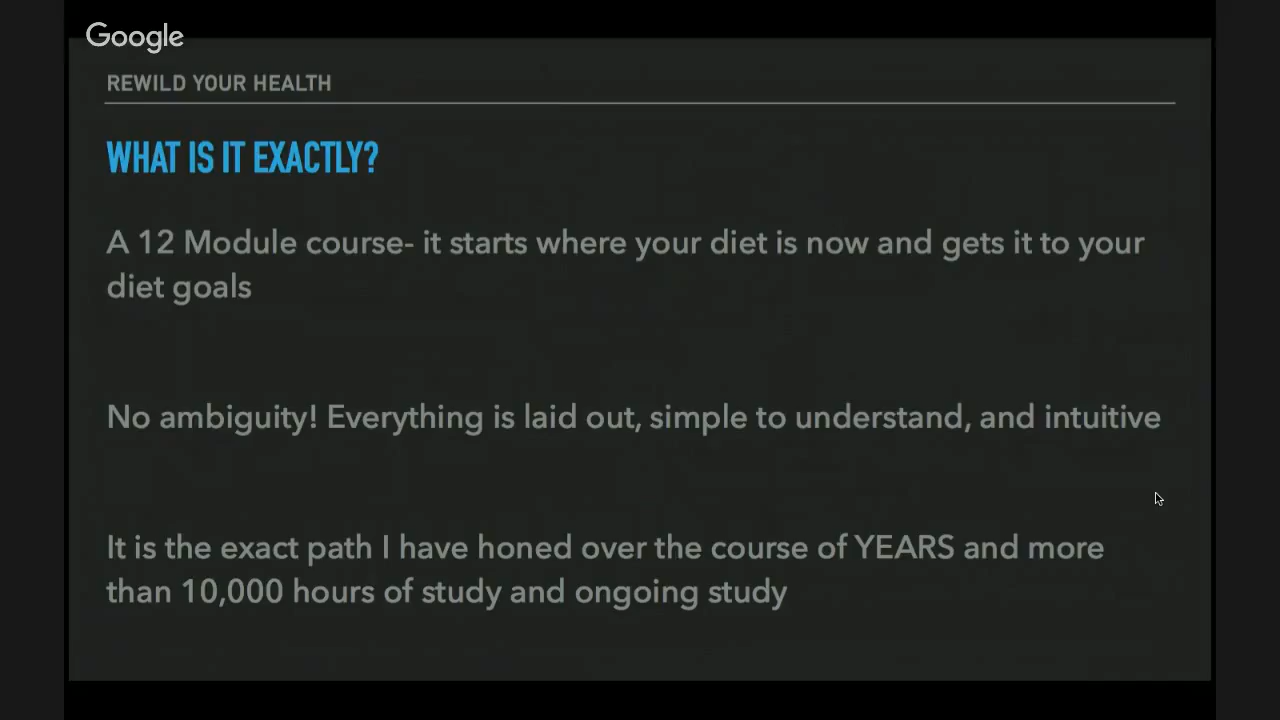 Google
REWILD YOUR HEALTH
WHAT IS IT EXACTLY?
A 12 Module course- it starts where your diet is now and gets it to your
diet goals
No ambiguity! Everything is laid out, simple to understand, and intuitive
It is the exact path I have honed over the course of YEARS and more
than 10,000 hours of study and ongoing study